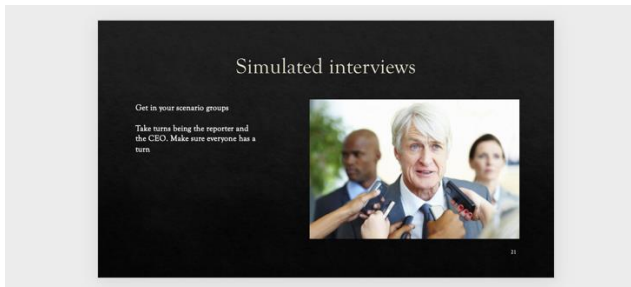 Simulated interviews
Get in your scenario groups
Take turns being the reporter and
the CEO. Make sure everyone has a
turn
21